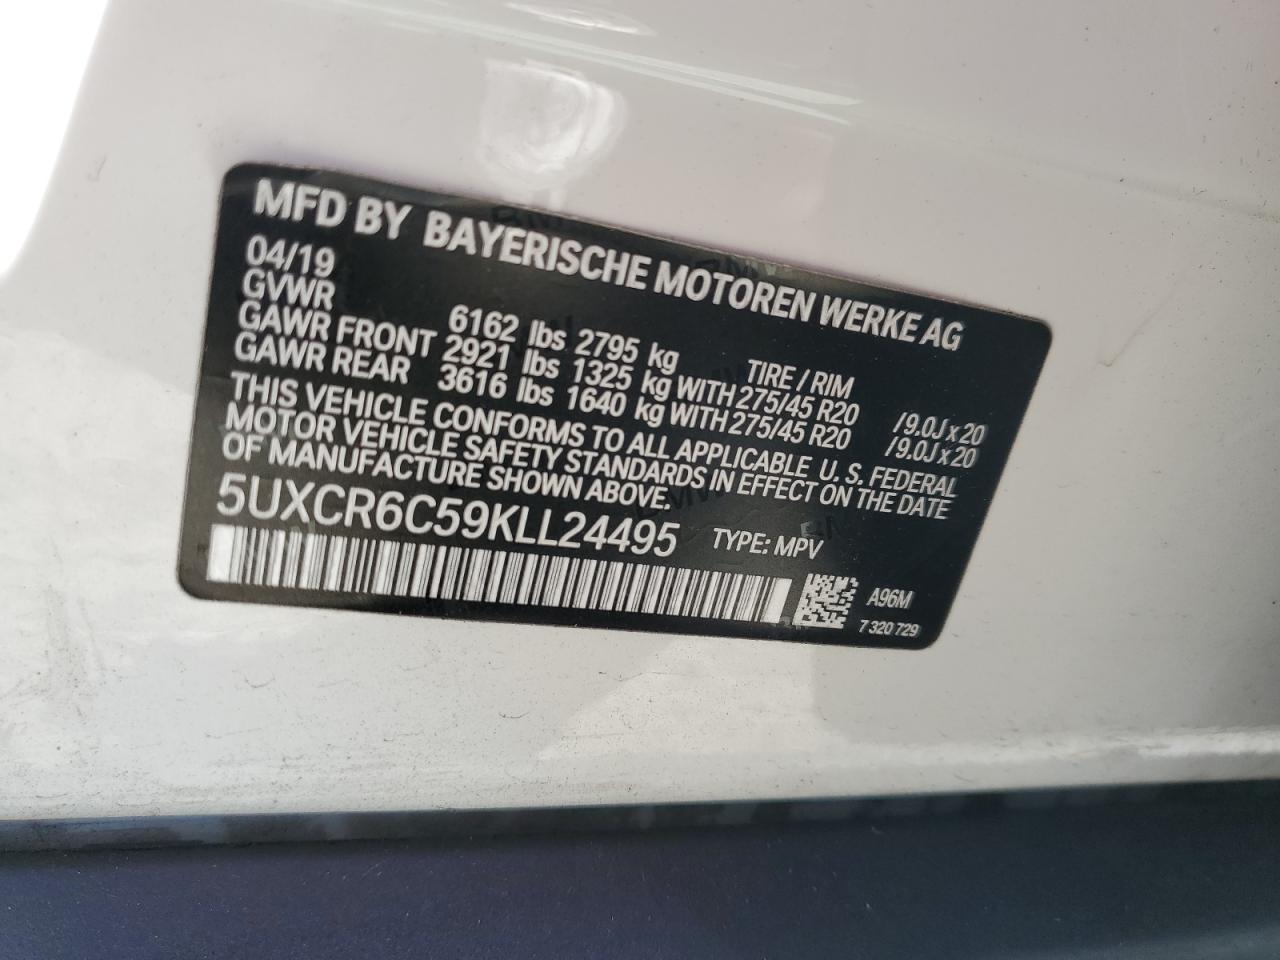 MFD BY BAYERISCHE MOTOREN WERKE AG
04/19
GVWR 6162 lbs 2795 kg TIRE / RIM
GAWR FRONT 2921 lbs 1325 kg WITH 275/45 R20 /9.0J x 20
GAWR REAR 3616 lbs 1640 kg WITH 275/45 R20 /9.0J x 20
THIS VEHICLE CONFORMS TO ALL APPLICABLE U. S. FEDERAL
MOTOR VEHICLE SAFETY STANDARDS IN EFFECT ON THE DATE
OF MANUFACTURE SHOWN ABOVE.
5UXCR6C59KLL24495 TYPE: MPV
A96M
7 320 729